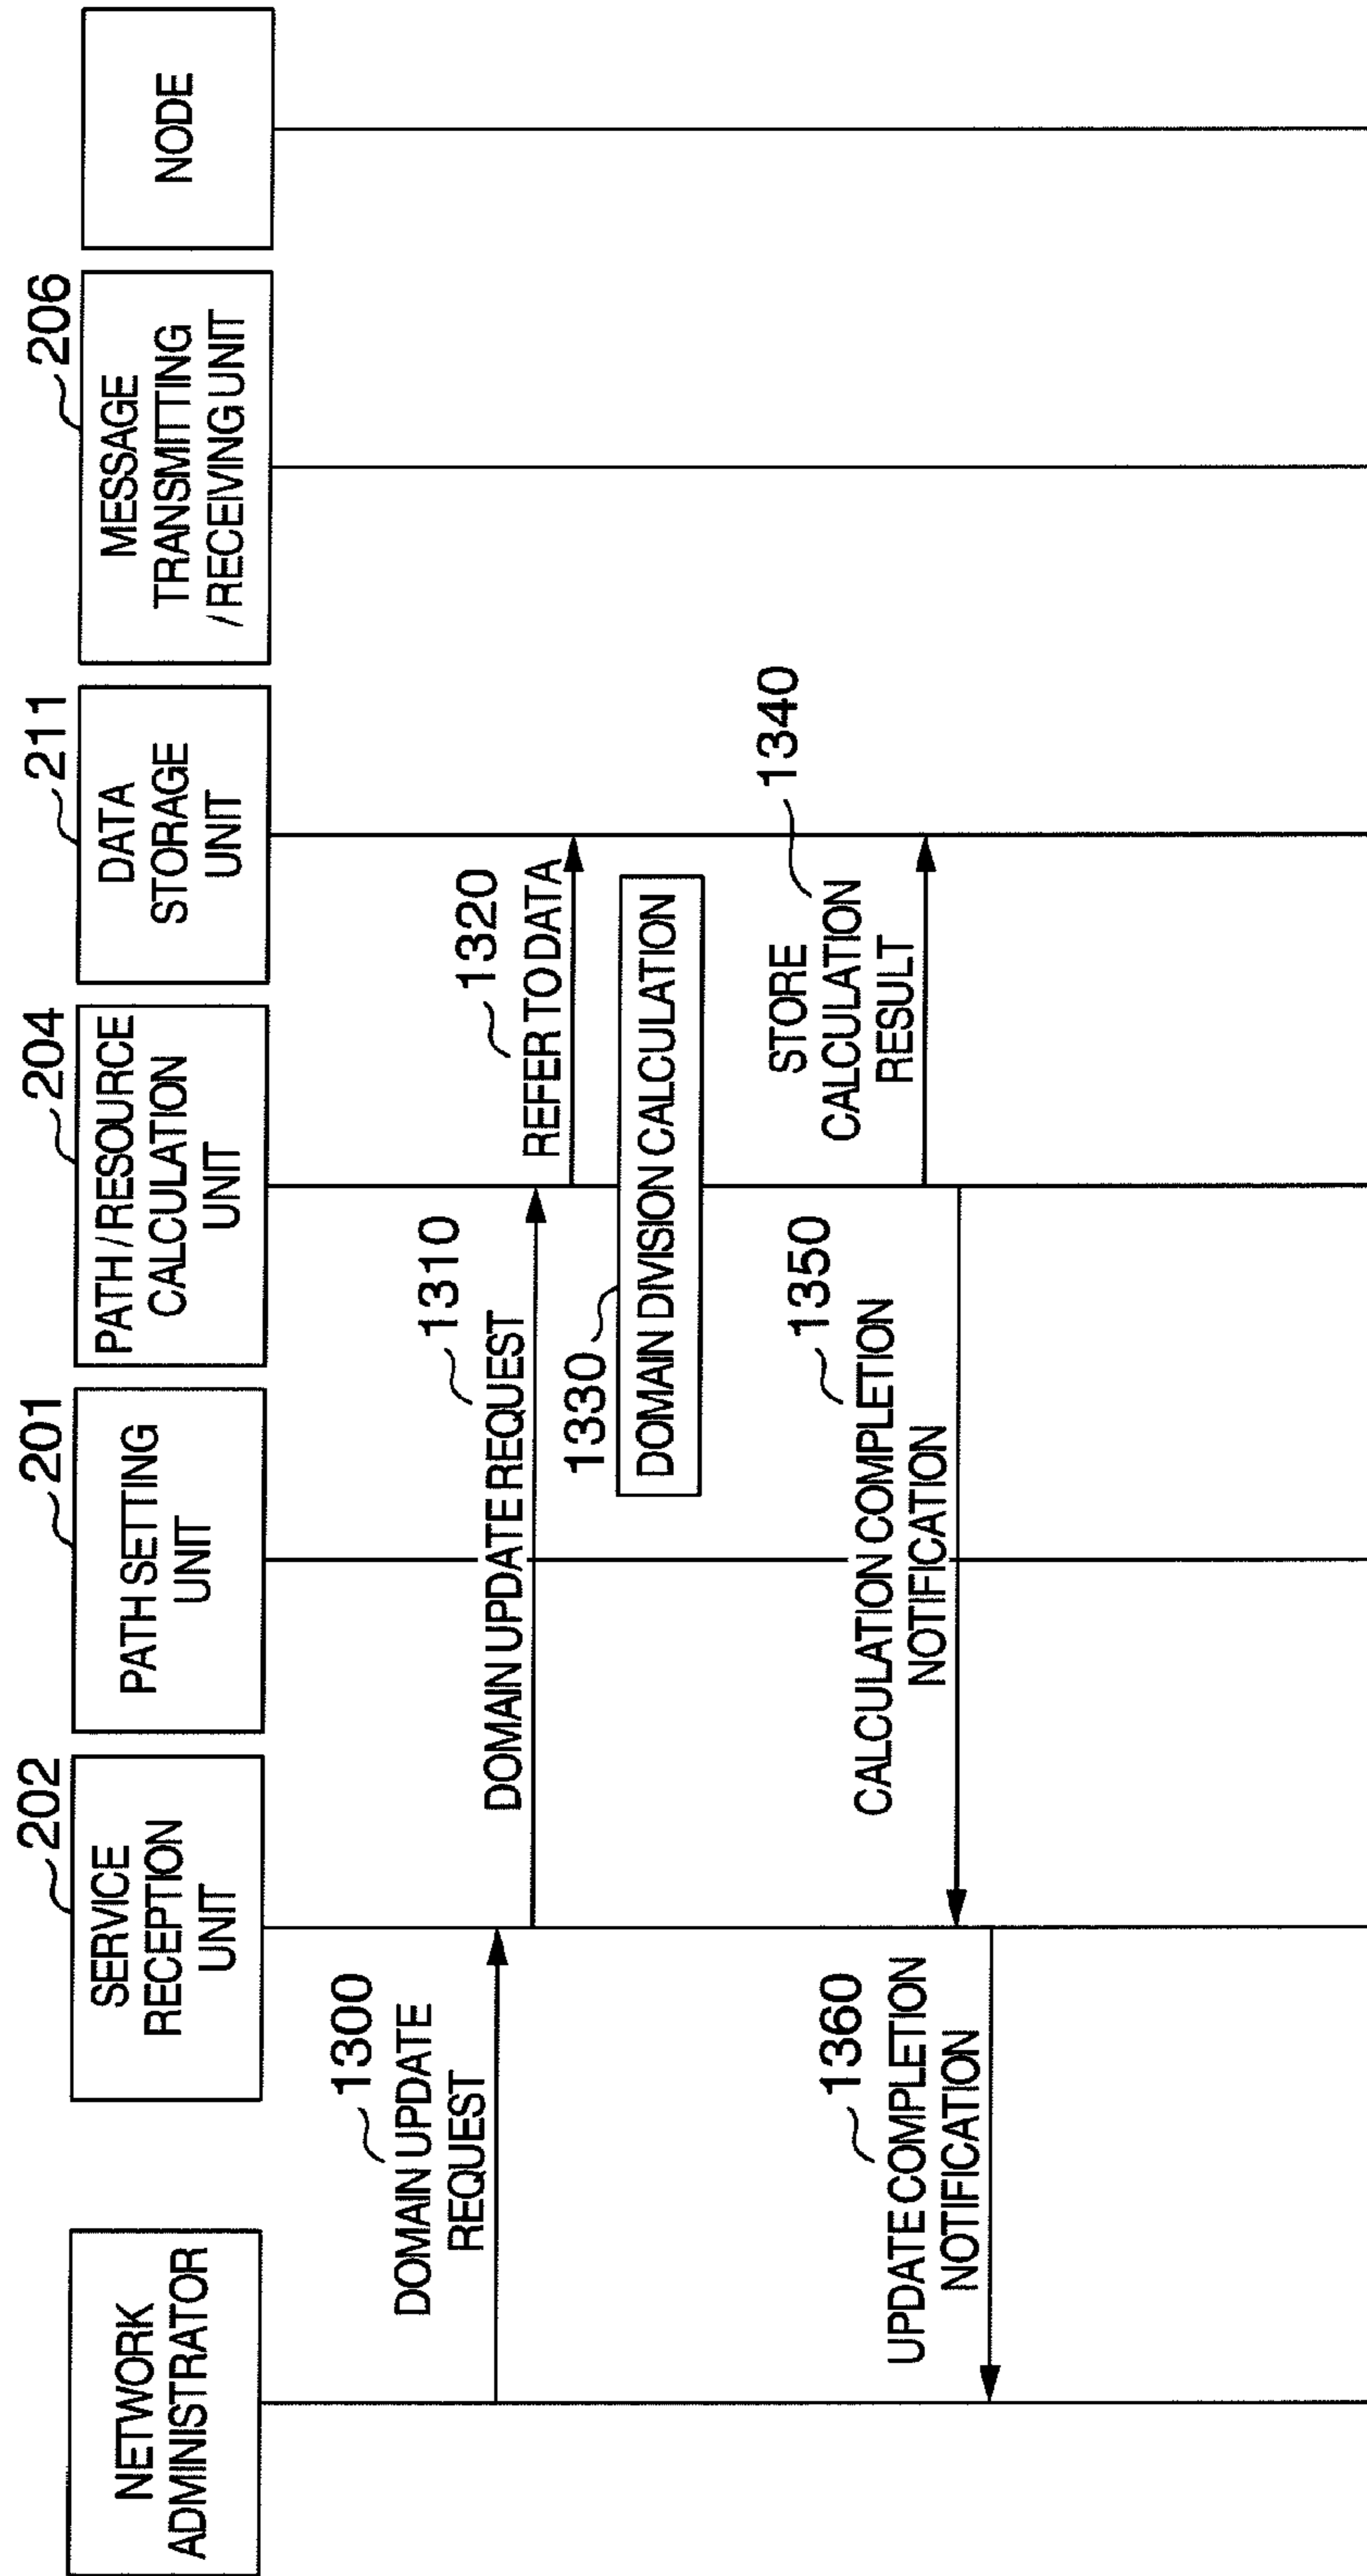 NETWORK
ADMINISTRATOR
202
SERVICE
RECEPTION
UNIT
201
PATH SETTING
UNIT
204
PATH / RESOURCE
CALCULATION
UNIT
211
DATA
STORAGE
UNIT
206
MESSAGE
TRANSMITTING
/ RECEIVING UNIT
NODE
1300
DOMAIN UPDATE
REQUEST
1310
DOMAIN UPDATE REQUEST
1320
REFER TO DATA
1330
DOMAIN DIVISION CALCULATION
1340
STORE
CALCULATION
RESULT
1350
CALCULATION COMPLETION
NOTIFICATION
1360
UPDATE COMPLETION
NOTIFICATION